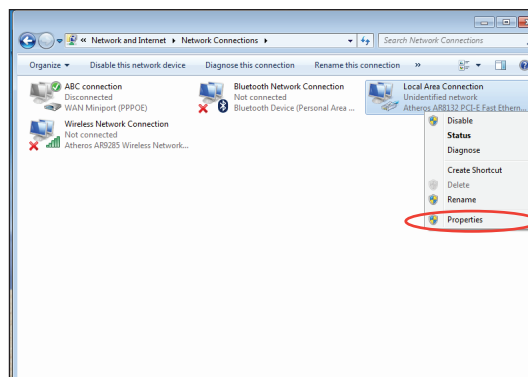 « Network and Internet ▸ Network Connections ▸
Search Network Connections
Organize ▾ Disable this network device Diagnose this connection Rename this connection »
ABC connection
Disconnected
WAN Miniport (PPPOE)
Bluetooth Network Connection
Not connected
Bluetooth Device (Personal Area ...
Local Area Connection
Unidentified network
Atheros AR8132 PCI-E Fast Ethern...
Wireless Network Connection
Not connected
Atheros AR9285 Wireless Network...
Disable
Status
Diagnose
Create Shortcut
Delete
Rename
Properties